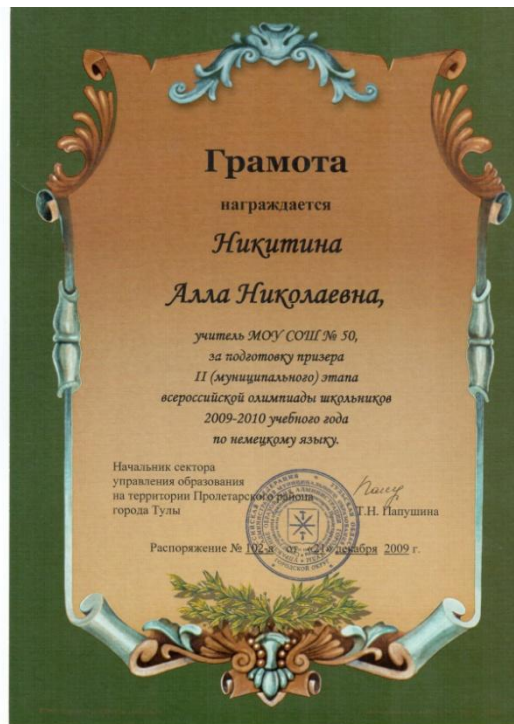 Грамота
награждается
Никитина
Алла Николаевна,
учитель МОУ СОШ № 50,
за подготовку призера
II (муниципального) этапа
всероссийской олимпиады школьников
2009-2010 учебного года
по немецкому языку.
Начальник сектора
управления образования
на территории Пролетарского района
города Тулы Т.Н. Папушина
Распоряжение № 102-а от «21» декабря 2009 г.